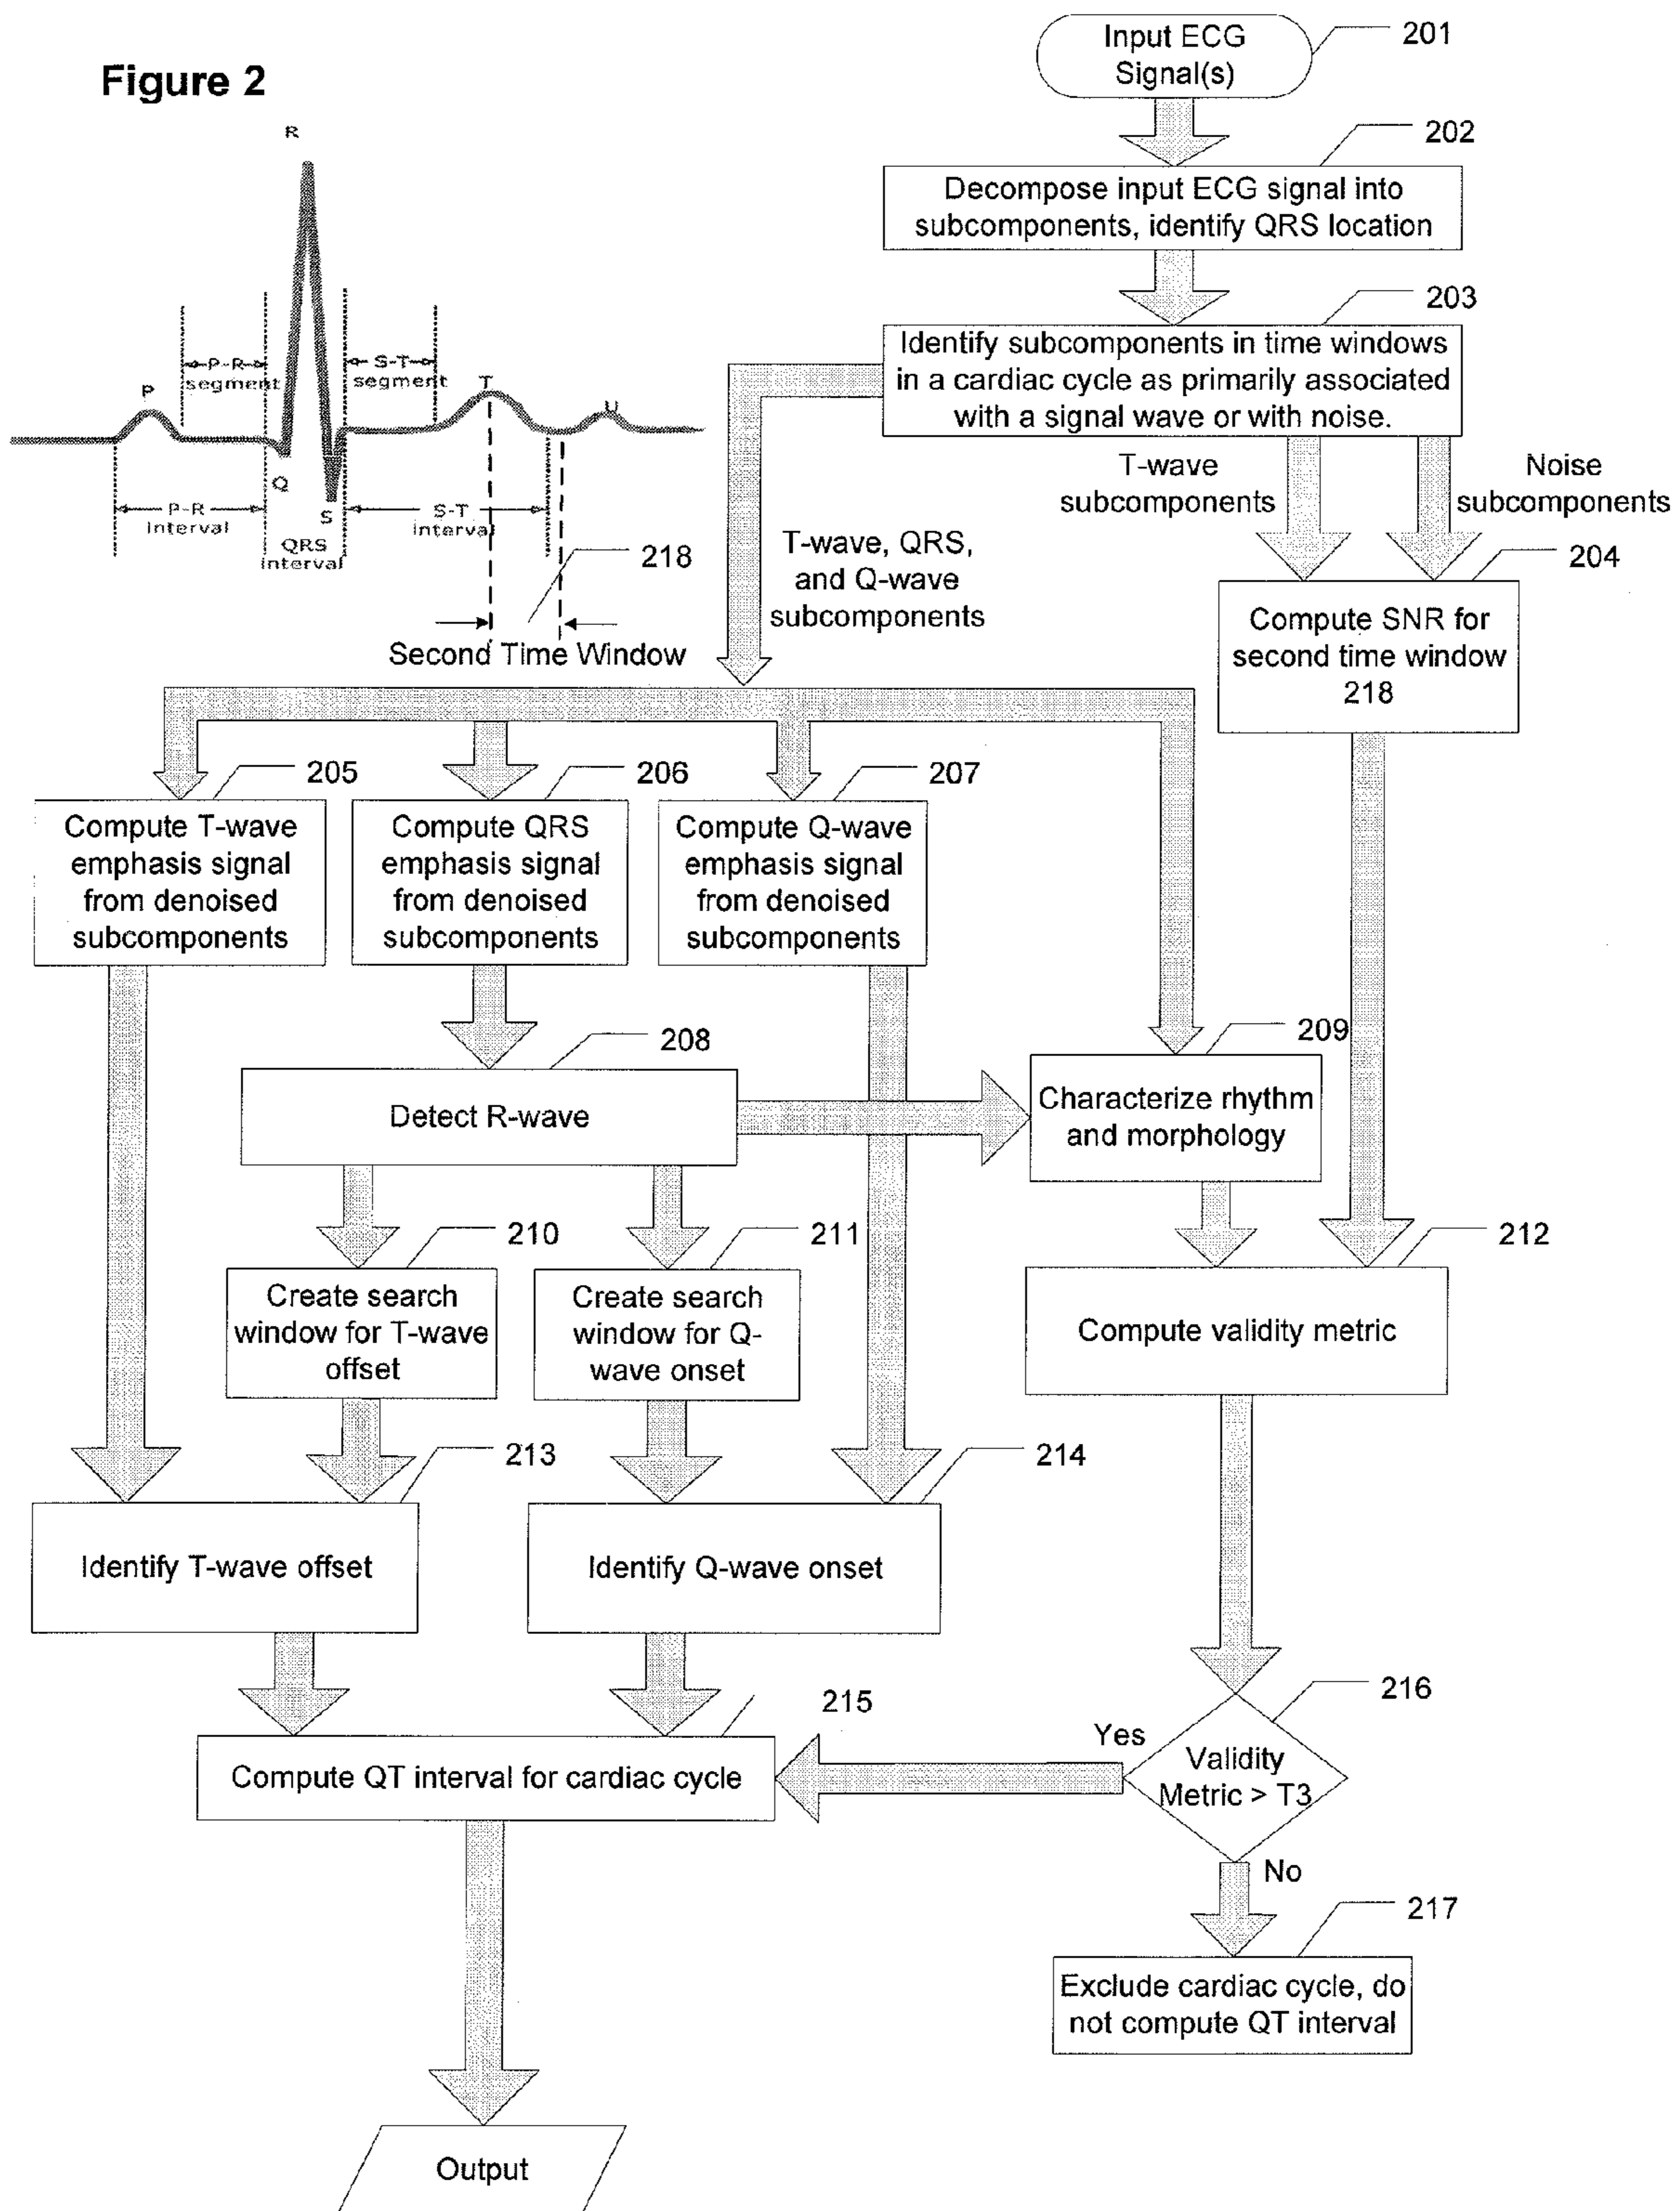 Figure 2
Input ECG
Signal(s)
201
202
Decompose input ECG signal into
subcomponents, identify QRS location
203
Identify subcomponents in time windows
in a cardiac cycle as primarily associated
with a signal wave or with noise.
R
P-R
segment
S-T
segment
P
T
U
Q
S
P-R
interval
S-T
interval
QRS
interval
218
Second Time Window
T-wave, QRS,
and Q-wave
subcomponents
T-wave
subcomponents
Noise
subcomponents
204
Compute SNR for
second time window
218
205
Compute T-wave
emphasis signal
from denoised
subcomponents
206
Compute QRS
emphasis signal
from denoised
subcomponents
207
Compute Q-wave
emphasis signal
from denoised
subcomponents
208
Detect R-wave
209
Characterize rhythm
and morphology
210
Create search
window for T-wave
offset
211
Create search
window for Q-
wave onset
212
Compute validity metric
213
Identify T-wave offset
214
Identify Q-wave onset
215
Compute QT interval for cardiac cycle
216
Yes
Validity
Metric > T3
No
217
Exclude cardiac cycle, do
not compute QT interval
Output